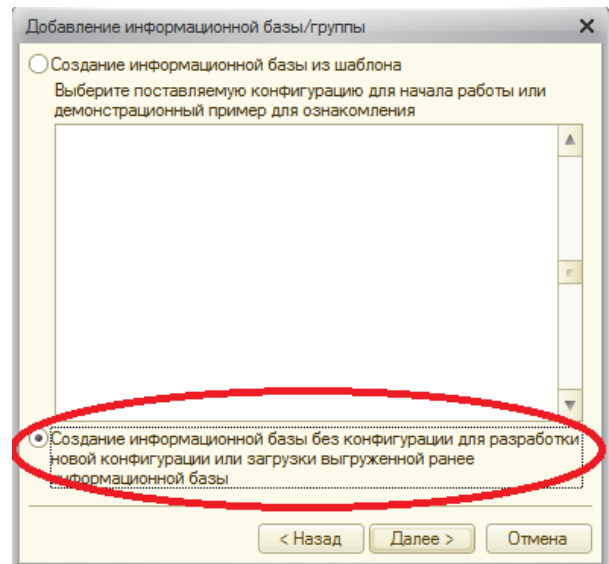 Добавление информационной базы/группы
Создание информационной базы из шаблона
Выберите поставляемую конфигурацию для начала работы или
демонстрационный пример для ознакомления
Создание информационной базы без конфигурации для разработки
новой конфигурации или загрузки выгруженной ранее
информационной базы
< Назад Далее > Отмена